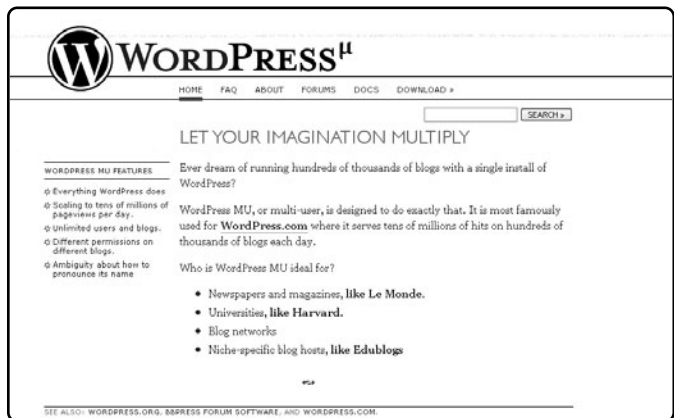 WORDPRESSµ
HOME FAQ ABOUT FORUMS DOCS DOWNLOAD »
SEARCH »
LET YOUR IMAGINATION MULTIPLY
WORDPRESS MU FEATURES
Everything WordPress does
Scaling to tens of millions of
pageviews per day.
Unlimited users and blogs.
Different permissions on
different blogs.
Ambiguity about how to
pronounce its name
Ever dream of running hundreds of thousands of blogs with a single install of
WordPress?
WordPress MU, or multi-user, is designed to do exactly that. It is most famously
used for WordPress.com where it serves tens of millions of hits on hundreds of
thousands of blogs each day.
Who is WordPress MU ideal for?
• Newspapers and magazines, like Le Monde.
• Universities, like Harvard.
• Blog networks
• Niche-specific blog hosts, like Edublogs
SEE ALSO: WORDPRESS.ORG, BBPRESS FORUM SOFTWARE, AND WORDPRESS.COM.